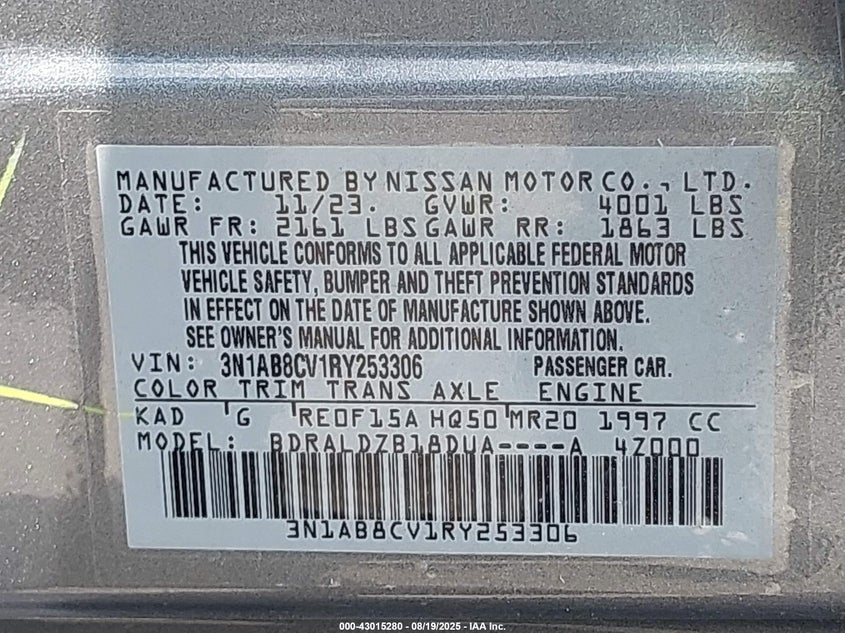 MANUFACTURED BY NISSAN MOTOR CO., LTD.
DATE: 11/23. GVWR: 4001 LBS
GAWR FR: 2161 LBS GAWR RR: 1863 LBS
THIS VEHICLE CONFORMS TO ALL APPLICABLE FEDERAL MOTOR
VEHICLE SAFETY, BUMPER AND THEFT PREVENTION STANDARDS
IN EFFECT ON THE DATE OF MANUFACTURE SHOWN ABOVE.
SEE OWNER'S MANUAL FOR ADDITIONAL INFORMATION.
VIN: 3N1AB8CV1RY253306 PASSENGER CAR.
COLOR TRIM TRANS AXLE ENGINE
KAD G RE0F15A HQ50 MR20 1997 CC
MODEL: BDRALDZB18DUA----A 4Z000
3N1AB8CV1RY253306
000-43015280 - 08/19/2025 - IAA Inc.